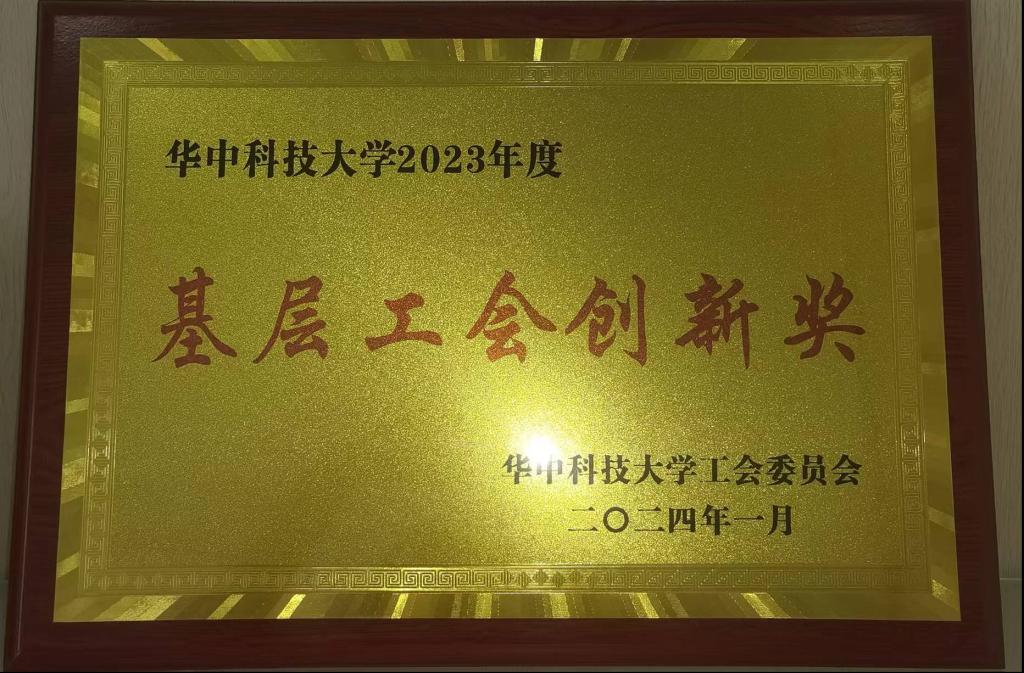 华中科技大学2023年度
基层工会创新奖
华中科技大学工会委员会
二〇二四年一月